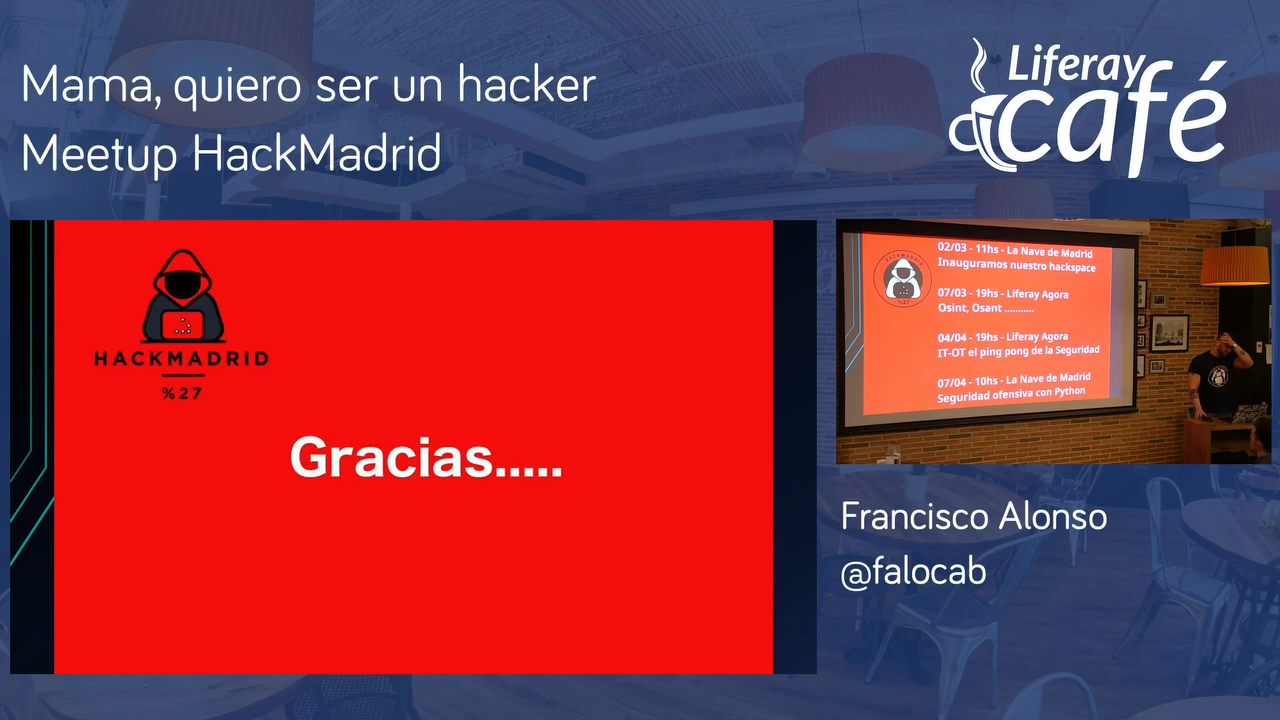 Mama, quiero ser un hacker
Meetup HackMadrid
Liferay
café
HACKMADRID
%27
Gracias.....
02/03 - 11hs - La Nave de Madrid
Inauguramos nuestro hackspace
07/03 - 19hs - Liferay Agora
Osint, Osant ...........
04/04 - 19hs - Liferay Agora
IT-OT el ping pong de la Seguridad
07/04 - 10hs - La Nave de Madrid
Seguridad ofensiva con Python
HACKMADRID
%27
Francisco Alonso
@falocab